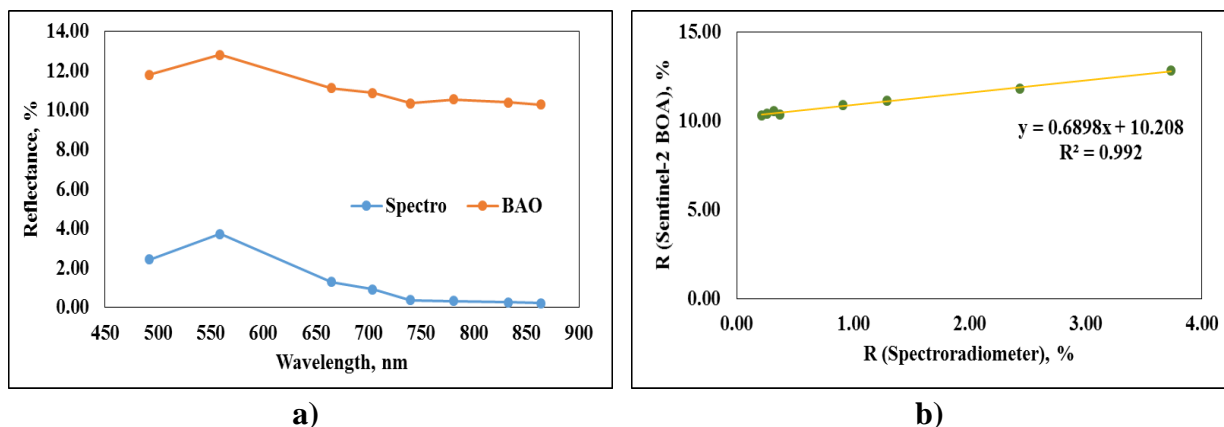 14.00
12.00
10.00
8.00
6.00
4.00
2.00
0.00
Reflectance, %
Spectro
BAO
450 500 550 600 650 700 750 800 850 900
Wavelength, nm
a)
15.00
10.00
5.00
0.00
R (Sentinel-2 BOA), %
y = 0.6898x + 10.208
R² = 0.992
0.00 1.00 2.00 3.00 4.00
R (Spectroradiometer), %
b)